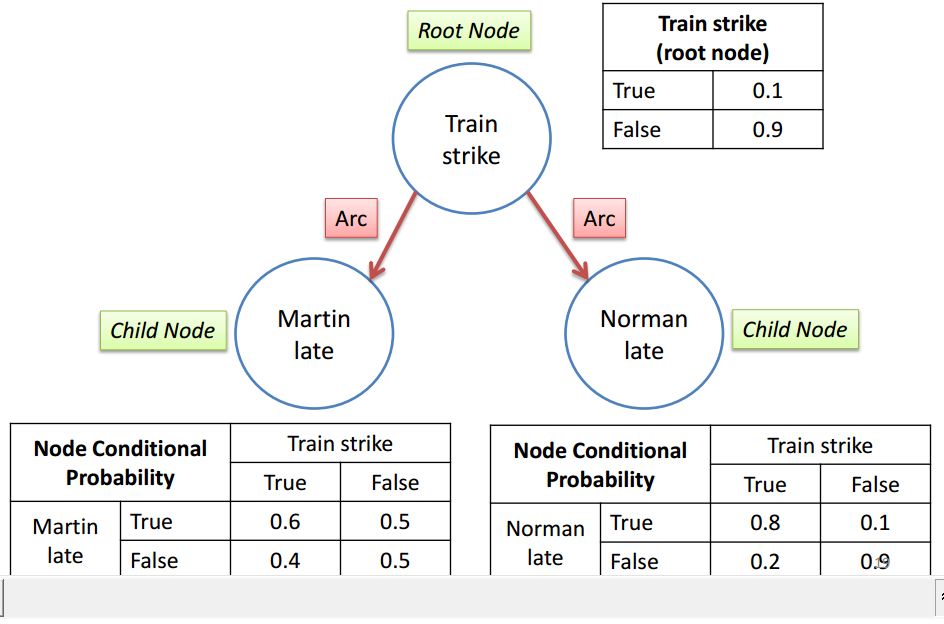 Root Node
Train strike
(root node)
True 0.1
False 0.9
Train
strike
Arc
Arc
Child Node
Martin
late
Norman
late
Child Node
Node Conditional
Probability
Train strike
True False
Martin
late
True 0.6 0.5
False 0.4 0.5
Node Conditional
Probability
Train strike
True False
Norman
late
True 0.8 0.1
False 0.2 0.9
19